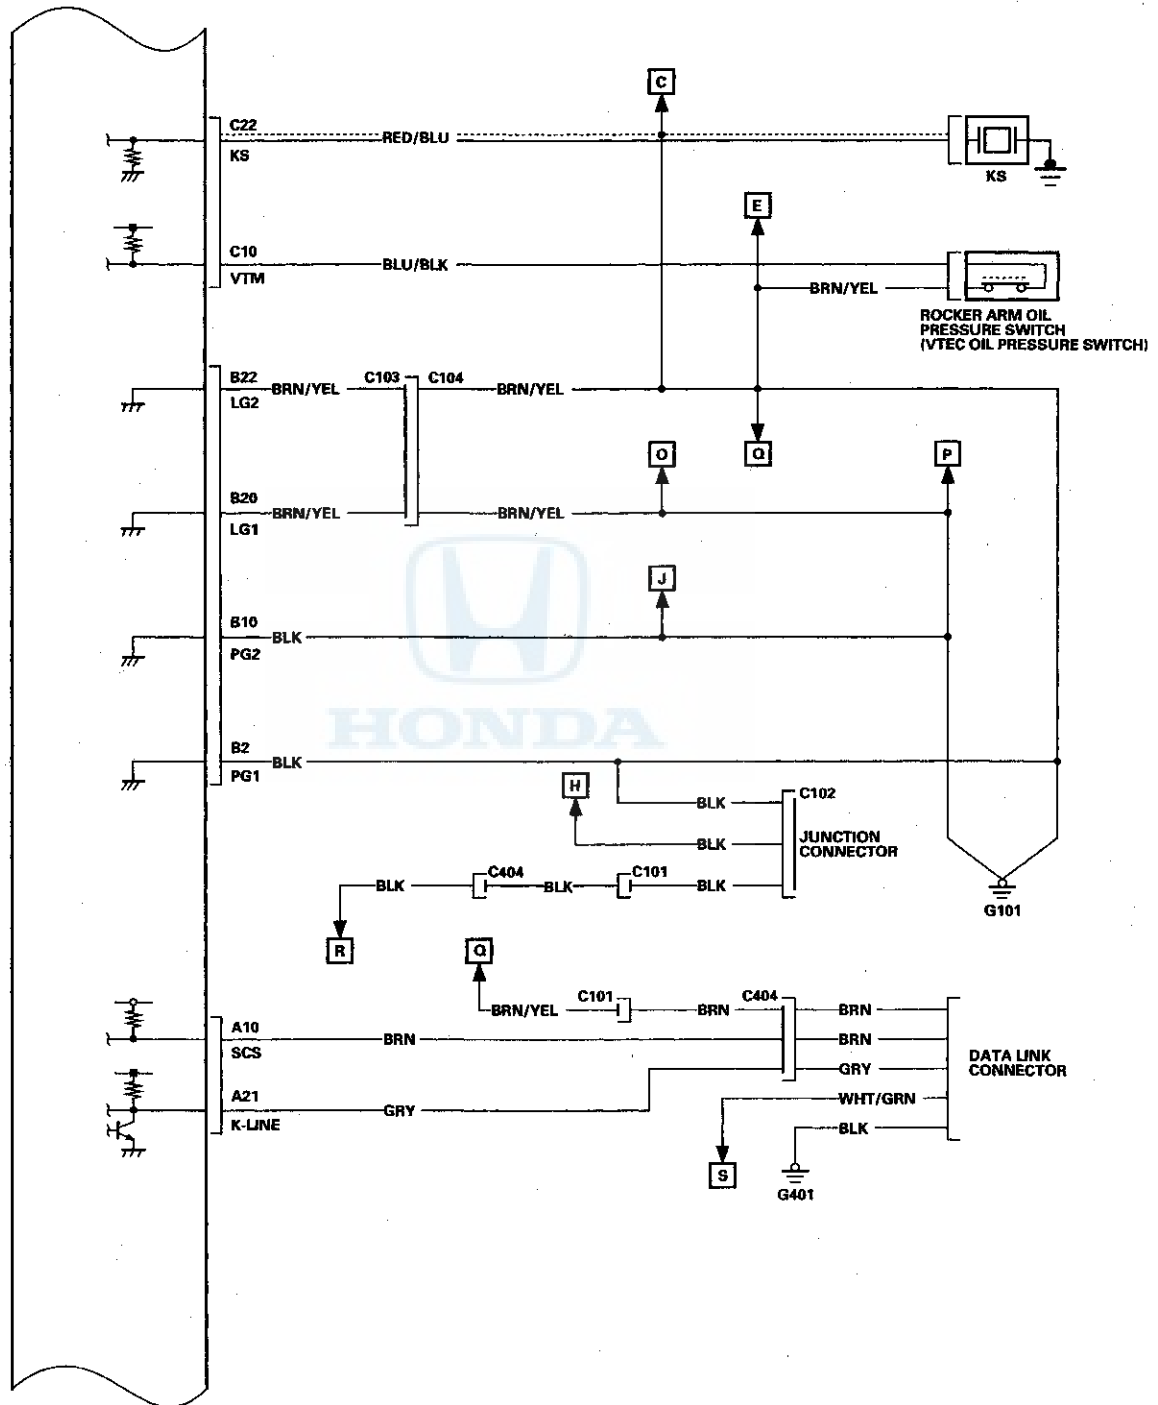 C
C22
RED/BLU
KS
KS
E
C10
BLU/BLK
VTM
BRN/YEL
ROCKER ARM OIL
PRESSURE SWITCH
(VTEC OIL PRESSURE SWITCH)
B22
BRN/YEL
C103
C104
BRN/YEL
LG2
O
Q
P
B20
BRN/YEL
BRN/YEL
LG1
J
B10
BLK
PG2
HONDA
B2
BLK
PG1
H
BLK
C102
BLK
JUNCTION
CONNECTOR
BLK
C404
BLK
C101
BLK
G101
R
Q
BRN/YEL
C101
BRN
C404
BRN
A10
BRN
BRN
SCS
DATA LINK
CONNECTOR
GRY
A21
GRY
K-LINE
WHT/GRN
BLK
S
G401